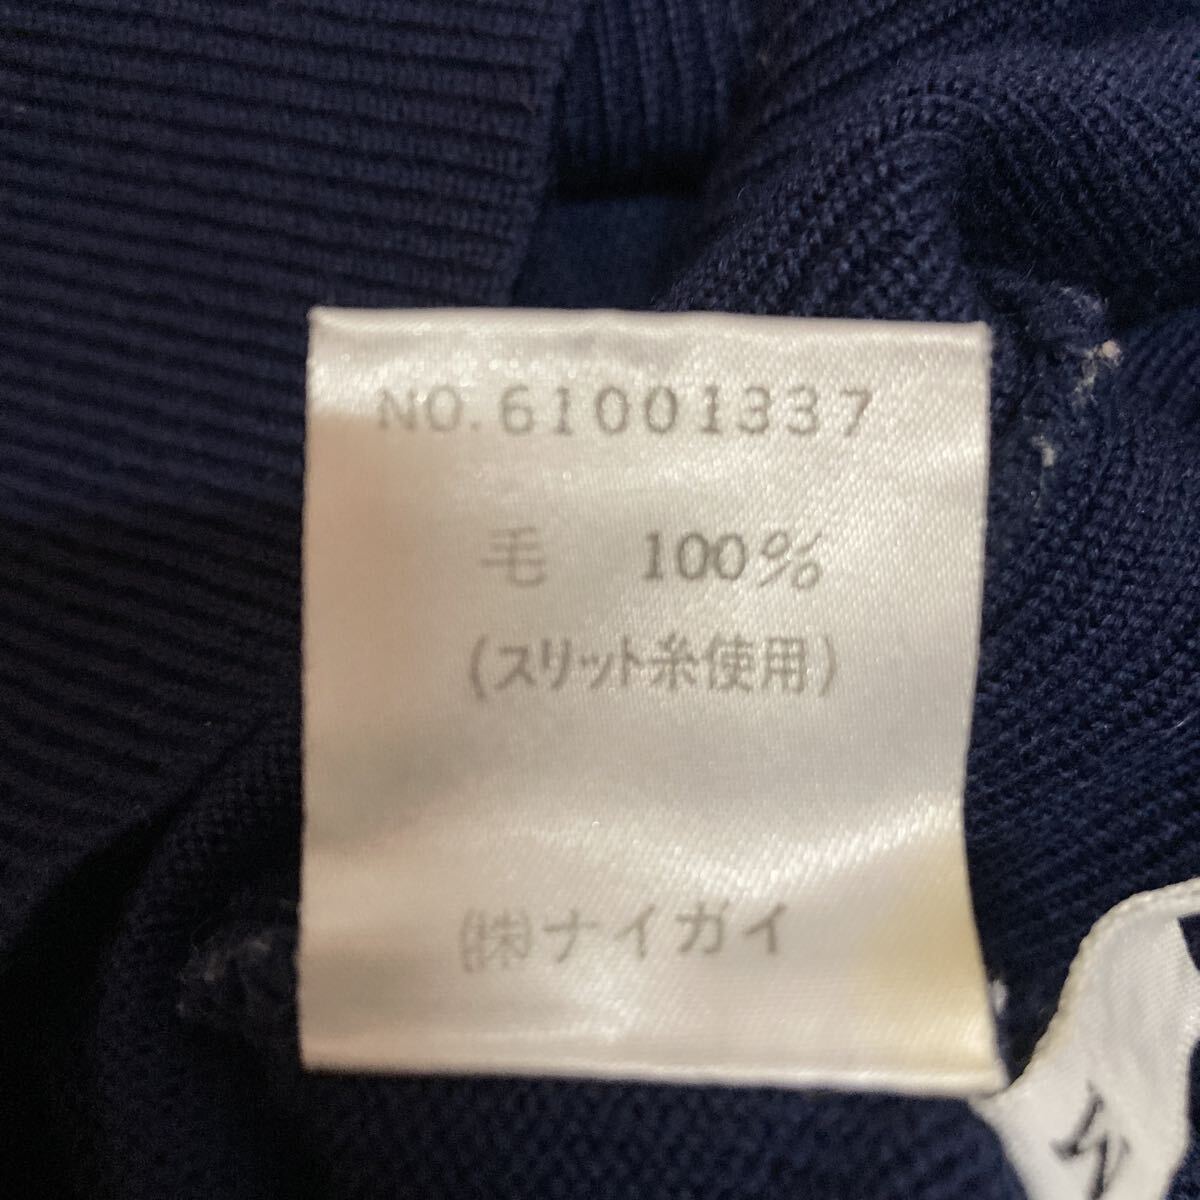 NO.61001337
毛 100%
(スリット糸使用)
㈱ナイガイ
M